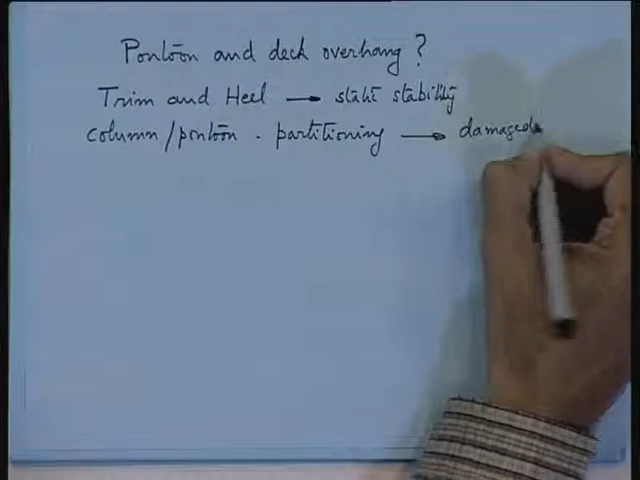 Pontoon and deck overhang ?
Trim and Heel → static stability
column/pontoon . partitioning → damaged